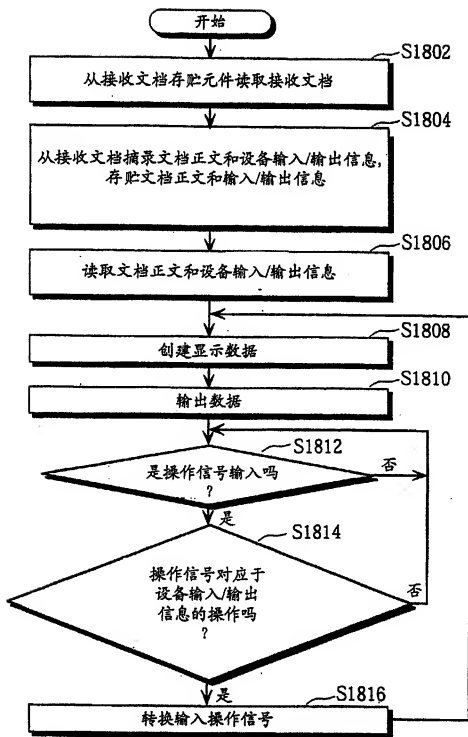 开始
S1802
从接收文档存贮元件读取接收文档
S1804
从接收文档摘录文档正文和设备输入/输出信息,
存贮文档正文和输入/输出信息
S1806
读取文档正文和设备输入/输出信息
S1808
创建显示数据
S1810
输出数据
S1812
是操作信号输入吗
?
否
是
S1814
操作信号对应于
设备输入/输出
信息的操作吗
?
否
是
S1816
转换输入操作信号